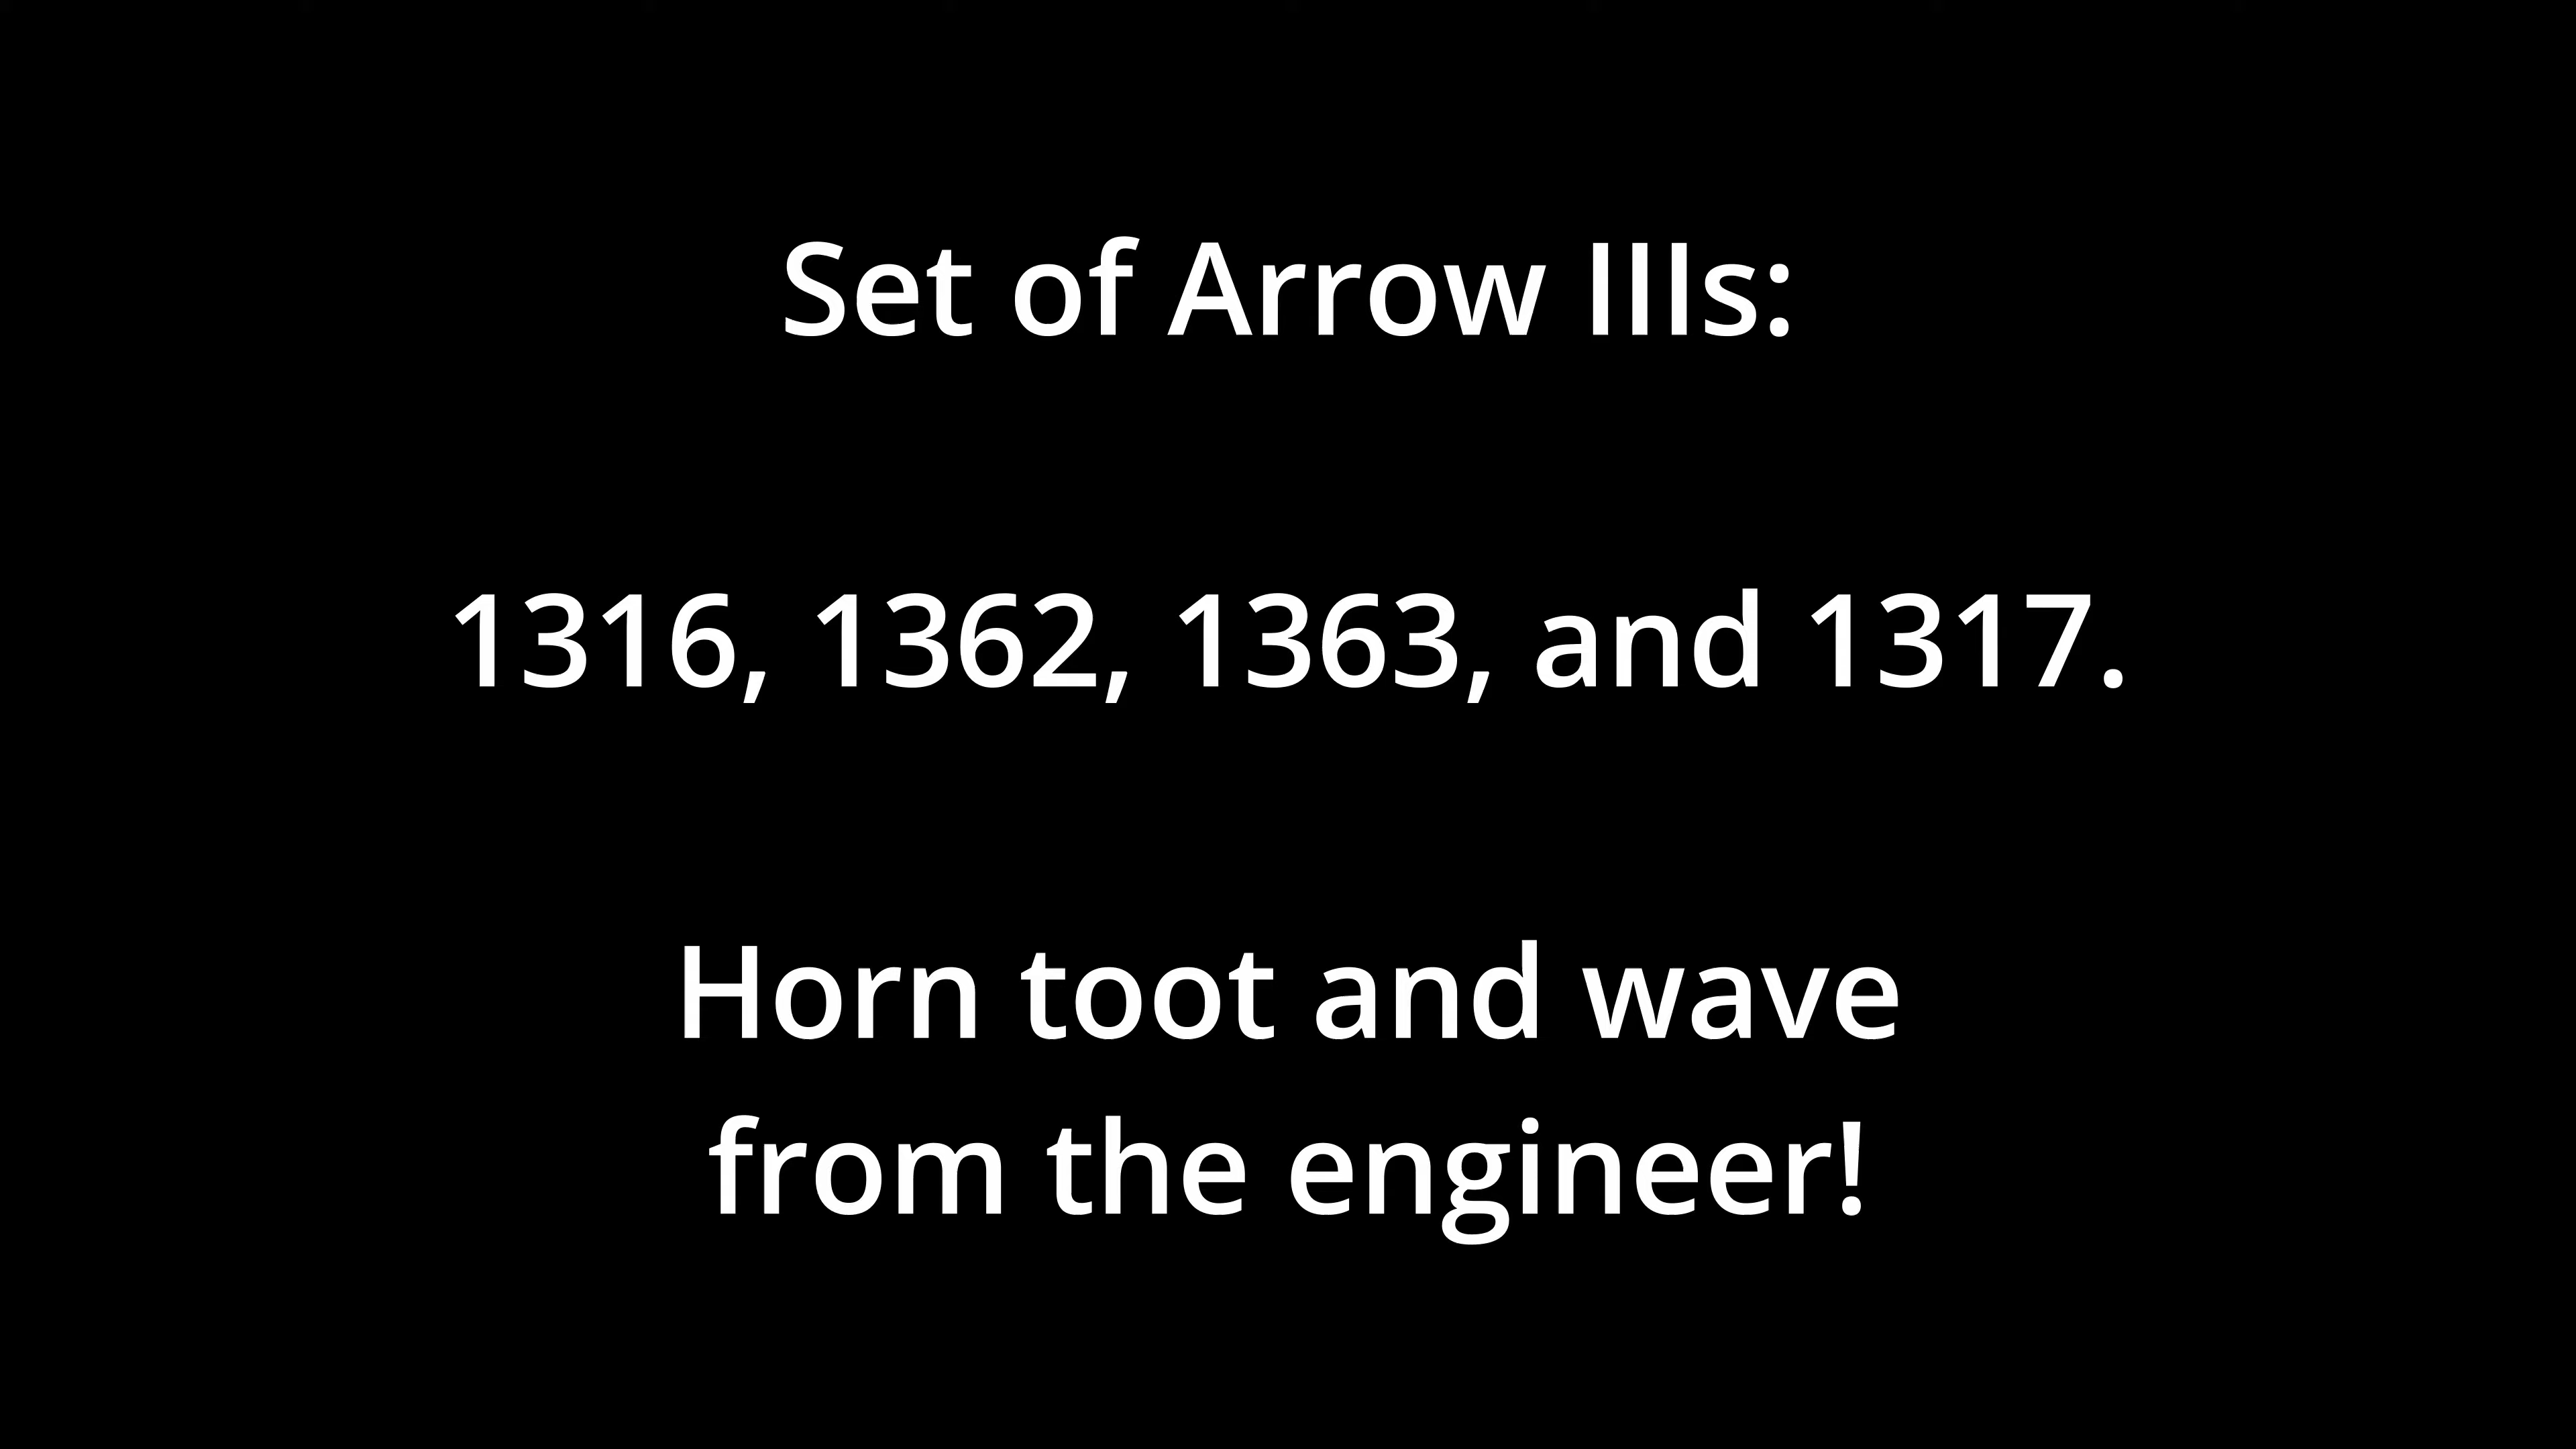 Set of Arrow IIIs:
1316, 1362, 1363, and 1317.
Horn toot and wave
from the engineer!